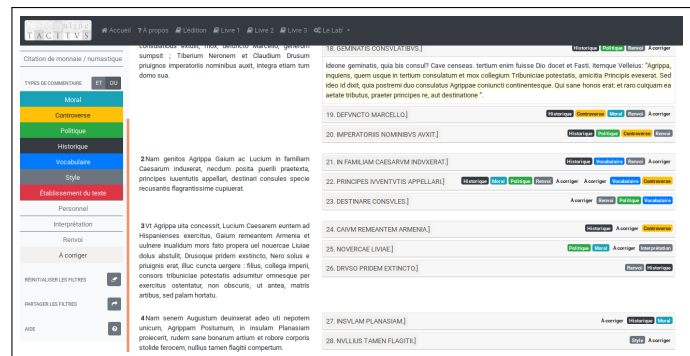 Online
TACITVS
Accueil ? À propos L'édition Livre 1 Livre 2 Livre 3 Le Lab'
Citation de monnaie / numastique
TYPES DE COMMENTAIRE ET OU
Moral
Controverse
Politique
Historique
Vocabulaire
Style
Établissement du texte
Personnel
Interprétation
Renvoi
À corriger
RÉINITIALISER LES FILTRES
PARTAGER LES FILTRES
AIDE
consulatibus extulit, mox, defuncto Marcello, generum
sumpsit ; Tiberium Neronem et Claudium Drusum
priuignos imperatoriis nominibus auxit, integra etiam tum
domo sua.
2 Nam genitos Agrippa Gaium ac Lucium in familiam
Caesarum induxerat, necdum posita puerili praetexta,
principes iuuentutis appellari, destinari consules specie
recusantis flagrantissime cupiuerat.
3 Vt Agrippa uita concessit, Lucium Caesarem euntem ad
Hispanienses exercitus, Gaium remeantem Armenia et
uulnere inualidum mors fato propera uel nouercae Liuiae
dolus abstulit, Drusoque pridem exstincto, Nero solus e
priuignis erat, illuc cuncta uergere : filius, collega imperii,
consors tribuniciae potestatis adsumitur omnesque per
exercitus ostentatur, non obscuris, ut antea, matris
artibus, sed palam hortatu.
4 Nam senem Augustum deuinxerat adeo uti nepotem
unicum, Agrippam Postumum, in insulam Planasiam
proiecerit, rudem sane bonarum artium et robore corporis
stolide ferocem, nullius tamen flagitii compertum.
18. GEMINATIS CONSVLATIBVS.] Historique Politique Renvoi À corriger
Ideone geminatis, quia bis consul? Cave censeas. tertium enim fuisse Dio docet et Fasti. itemque Velleius: "Agrippa,
inquiens, quem usque in tertium consulatum et mox collegium Tribuniciae potestatis, amicitia Principis evexerat. Sed
ideo id dixit, quia postremi duo consulatus Agrippae coniuncti continentesque. Qui sane honos erat: et raro cuiquam ea
aetate tributus, praeter principes re, aut destinatione ".
19. DEFVNCTO MARCELLO.] Historique Controverse Moral Renvoi À corriger
20. IMPERATORIIS NOMINIBVS AVXIT.] Historique Politique Controverse Renvoi
21. IN FAMILIAM CAESARVM INDVXERAT.] Historique Vocabulaire Renvoi À corriger
22. PRINCIPES IVVENTVTIS APPELLARI.] Historique Moral Politique Renvoi À corriger À corriger Vocabulaire Controverse
23. DESTINARE CONSVLES.] À corriger Renvoi Politique Vocabulaire
24. CAIVM REMEANTEM ARMENIA.] Historique À corriger Controverse
25. NOVERCAE LIVIAE.] Politique Moral À corriger Interprétation
26. DRVSO PRIDEM EXTINCTO.] Renvoi Historique
27. INSVLAM PLANASIAM.] À corriger Historique Moral
28. NVLLIVS TAMEN FLAGITII.] Style À corriger